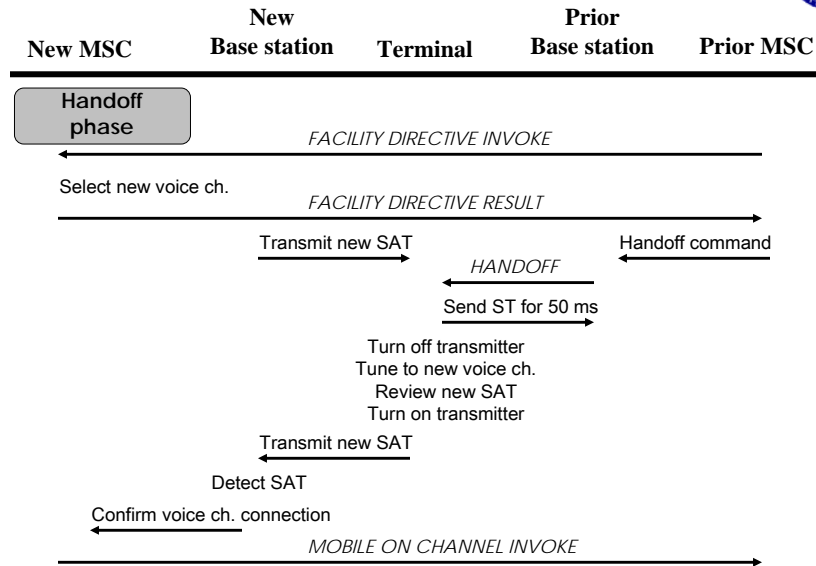 New
Prior
New MSC
Base station
Terminal
Base station
Prior MSC
Handoff
phase
FACILITY DIRECTIVE INVOKE
Select new voice ch.
FACILITY DIRECTIVE RESULT
Transmit new SAT
Handoff command
HANDOFF
Send ST for 50 ms
Turn off transmitter
Tune to new voice ch.
Review new SAT
Turn on transmitter
Transmit new SAT
Detect SAT
Confirm voice ch. connection
MOBILE ON CHANNEL INVOKE